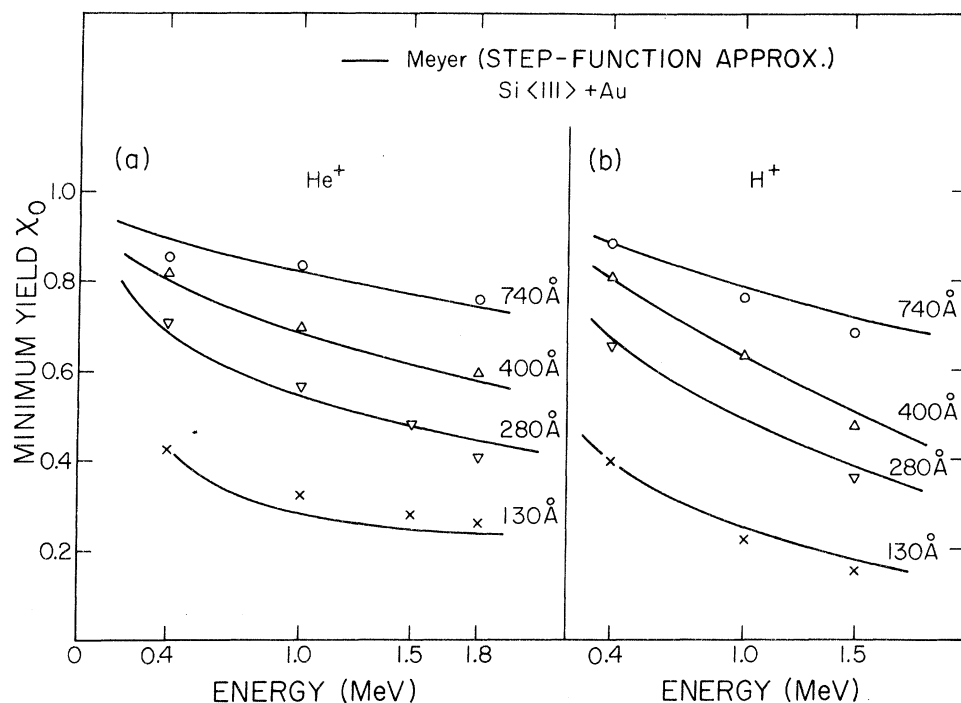 Meyer (STEP-FUNCTION APPROX.)
Si <111> + Au
(a)
He+
(b)
H+
MINIMUM YIELD χ0
1.0
0.8
0.6
0.4
0.2
0
740Å
400Å
280Å
130Å
740Å
400Å
280Å
130Å
0.4
1.0
1.5
1.8
0.4
1.0
1.5
ENERGY (MeV)
ENERGY (MeV)